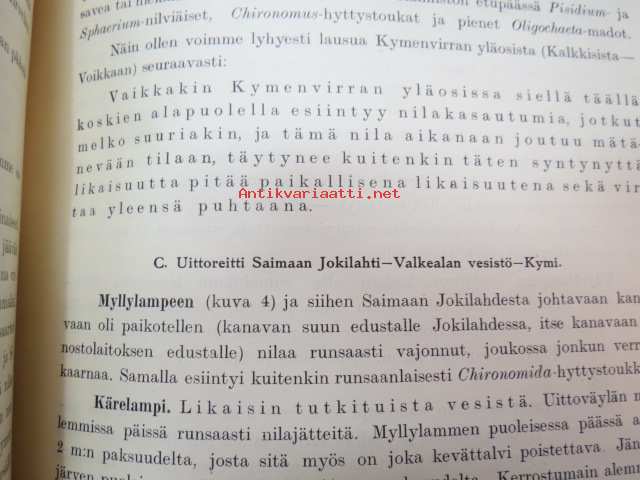 savea tai etupäässä Pisidium- ja
Sphaerium-nilviäiset, Chironomus-hyttystoukat ja pienet Oligochaeta-madot.
Näin ollen voimme lyhyesti lausua Kymenvirran yläosista (Kalkkisista—
Voikkaan) seuraavasti:
Vaikkakin Kymenvirran yläosissa siellä täällä
koskien alapuolella esiintyy nilakasautumia, jotkut
melko suuriakin, ja tämä nila aikanaan joutuu mätä-
nevään tilaan, täytynee kuitenkin täten syntynyttä
likaisuutta pitää paikallisena likaisuutena sekä vir
taa yleensä puhtaana.
Antikvariaatti.net
C. Uittoreitti Saimaan Jokilahti—Valkealan vesistö—Kymi.
Myllylampeen (kuva 4) ja siihen Saimaan Jokilahdesta johtavaan kan
vaan oli paikotellen (kanavan suun edustalle Jokilahdessa, itse kanavaan
nostolaitoksen edustalle) nilaa runsaasti vajonnut, joukossa jonkun verr
kaarnaa. Samalla esiintyi kuitenkin runsaanlaisesti Chironomida-hyttystoukk
Kärelampi. Likaisin tutkituista vesistä. Uittoväylän m
lemmissa päissä runsaasti nilajätteitä. Myllylammen puoleisessa päässä a
2 m:n paksuudelta, josta sitä myös on joka kevättalvi poistettava. Jän
Kerrostumain alemm